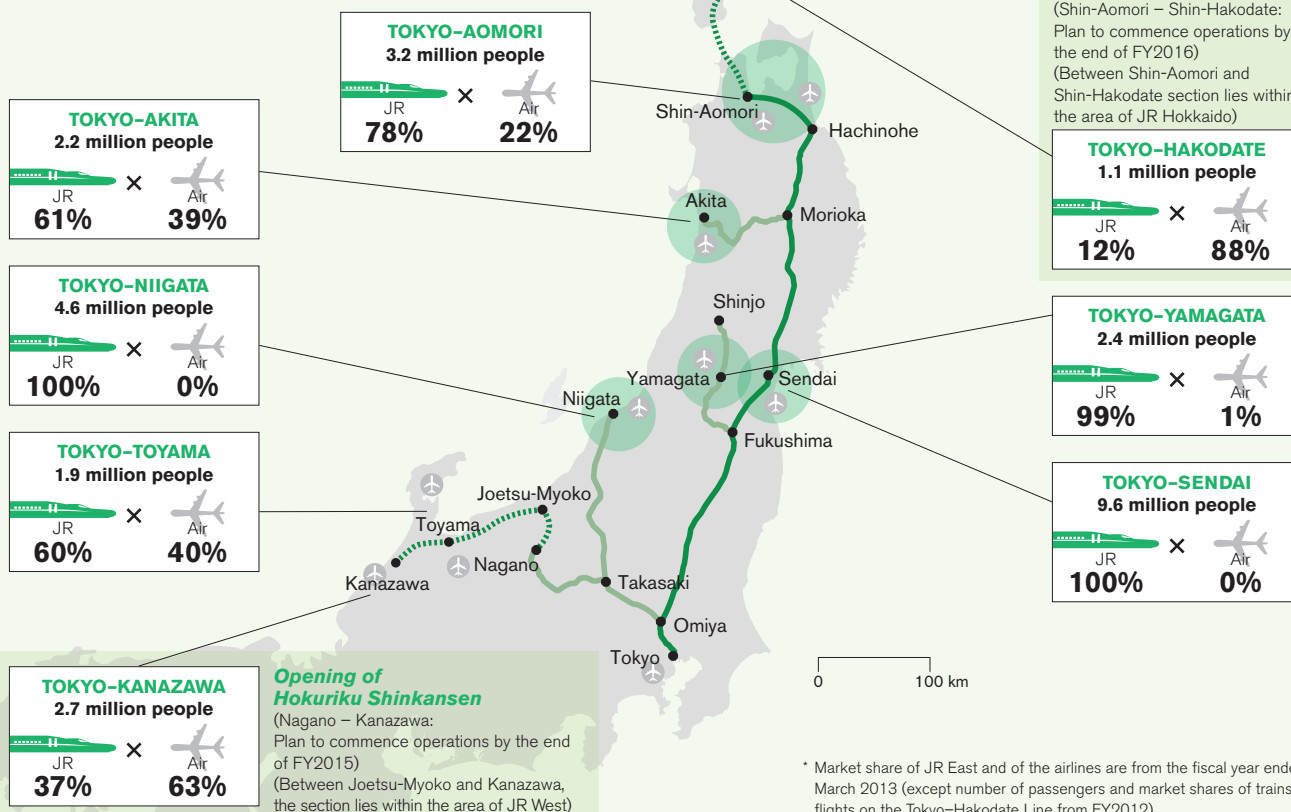 (Shin-Aomori – Shin-Hakodate:
Plan to commence operations by
the end of FY2016)
(Between Shin-Aomori and
Shin-Hakodate section lies within
the area of JR Hokkaido)
TOKYO–AOMORI
3.2 million people
JR × Air
78% 22%
TOKYO–AKITA
2.2 million people
JR × Air
61% 39%
TOKYO–HAKODATE
1.1 million people
JR × Air
12% 88%
TOKYO–NIIGATA
4.6 million people
JR × Air
100% 0%
TOKYO–YAMAGATA
2.4 million people
JR × Air
99% 1%
TOKYO–TOYAMA
1.9 million people
JR × Air
60% 40%
TOKYO–SENDAI
9.6 million people
JR × Air
100% 0%
TOKYO–KANAZAWA
2.7 million people
JR × Air
37% 63%
Shin-Aomori
Hachinohe
Akita
Morioka
Shinjo
Yamagata
Sendai
Niigata
Fukushima
Joetsu-Myoko
Toyama
Nagano
Kanazawa
Takasaki
Omiya
Tokyo
0 100 km
Opening of
Hokuriku Shinkansen
(Nagano – Kanazawa:
Plan to commence operations by the end
of FY2015)
(Between Joetsu-Myoko and Kanazawa,
the section lies within the area of JR West)
* Market share of JR East and of the airlines are from the fiscal year ende
March 2013 (except number of passengers and market shares of trains
flights on the Tokyo–Hakodate Line from FY2012)